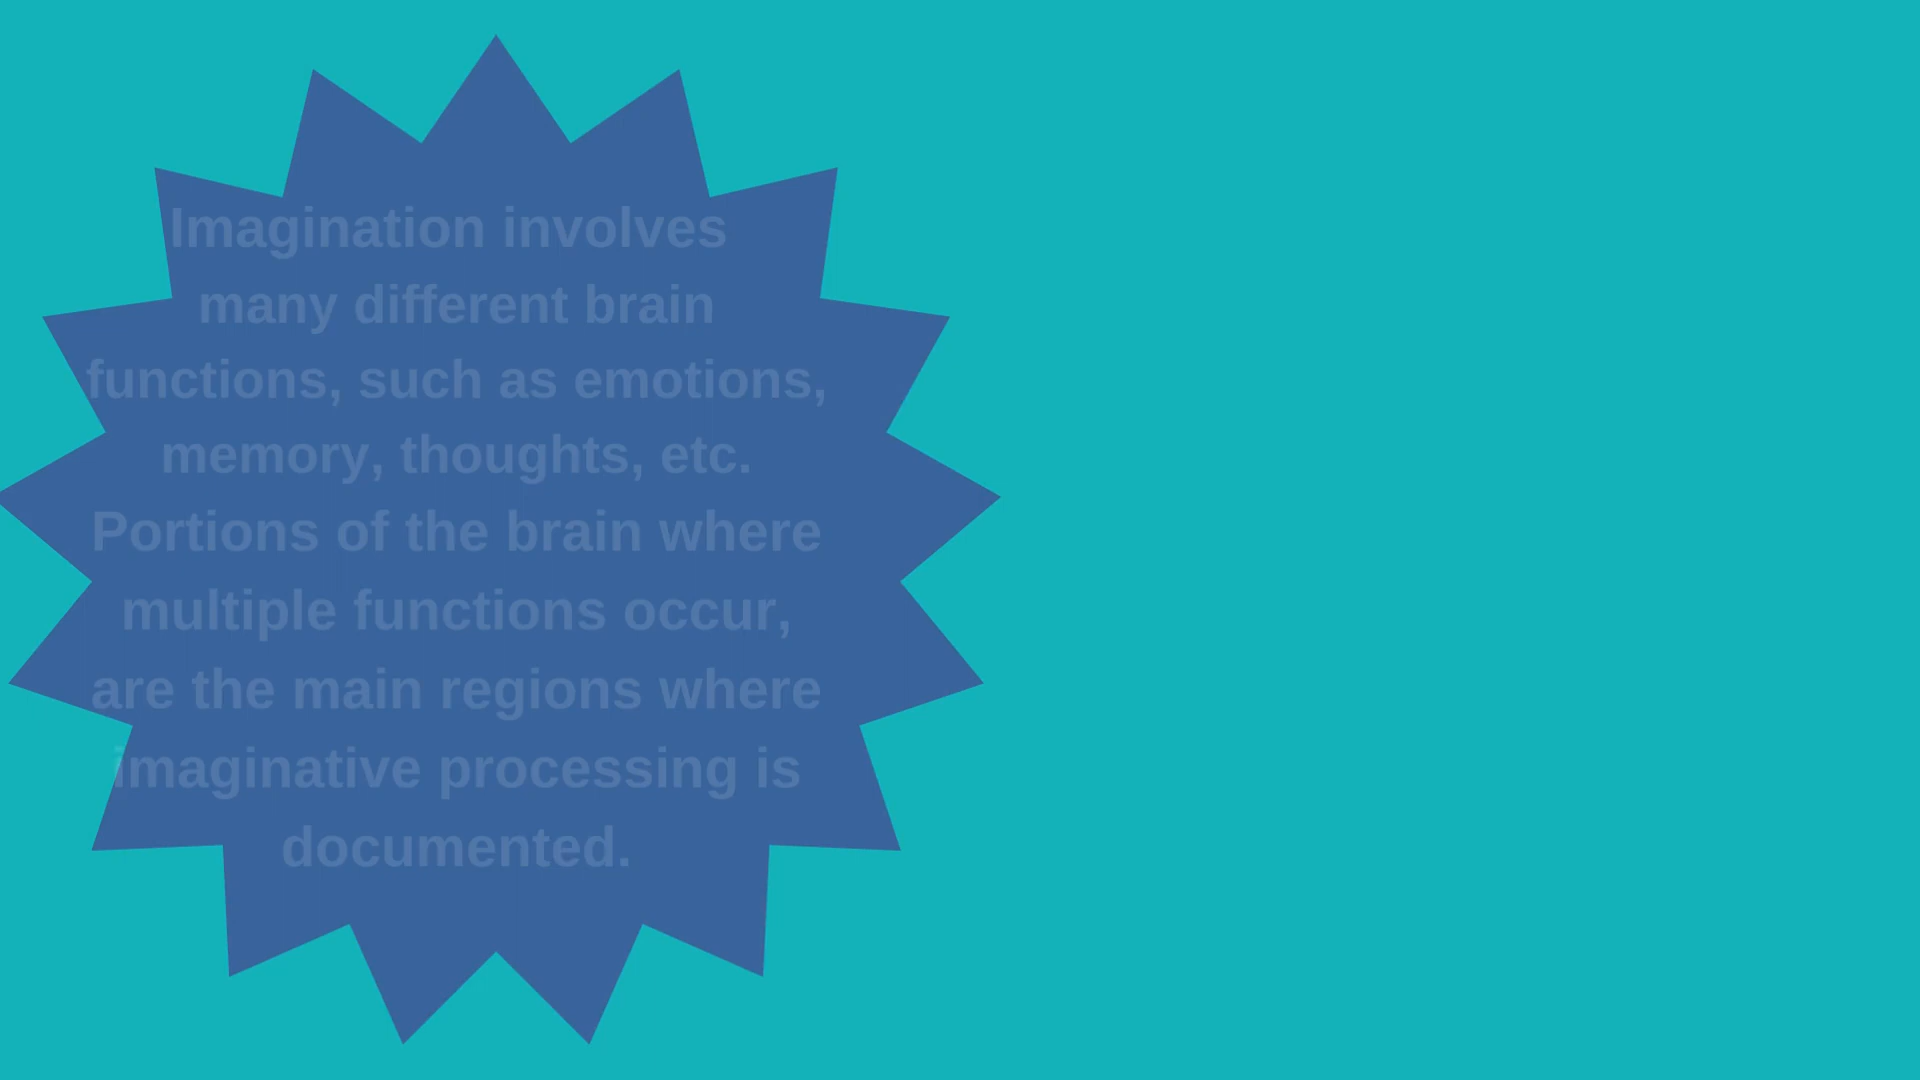 Imagination involves
many different brain
functions, such as emotions,
memory, thoughts, etc.
Portions of the brain where
multiple functions occur,
are the main regions where
imaginative processing is
documented.